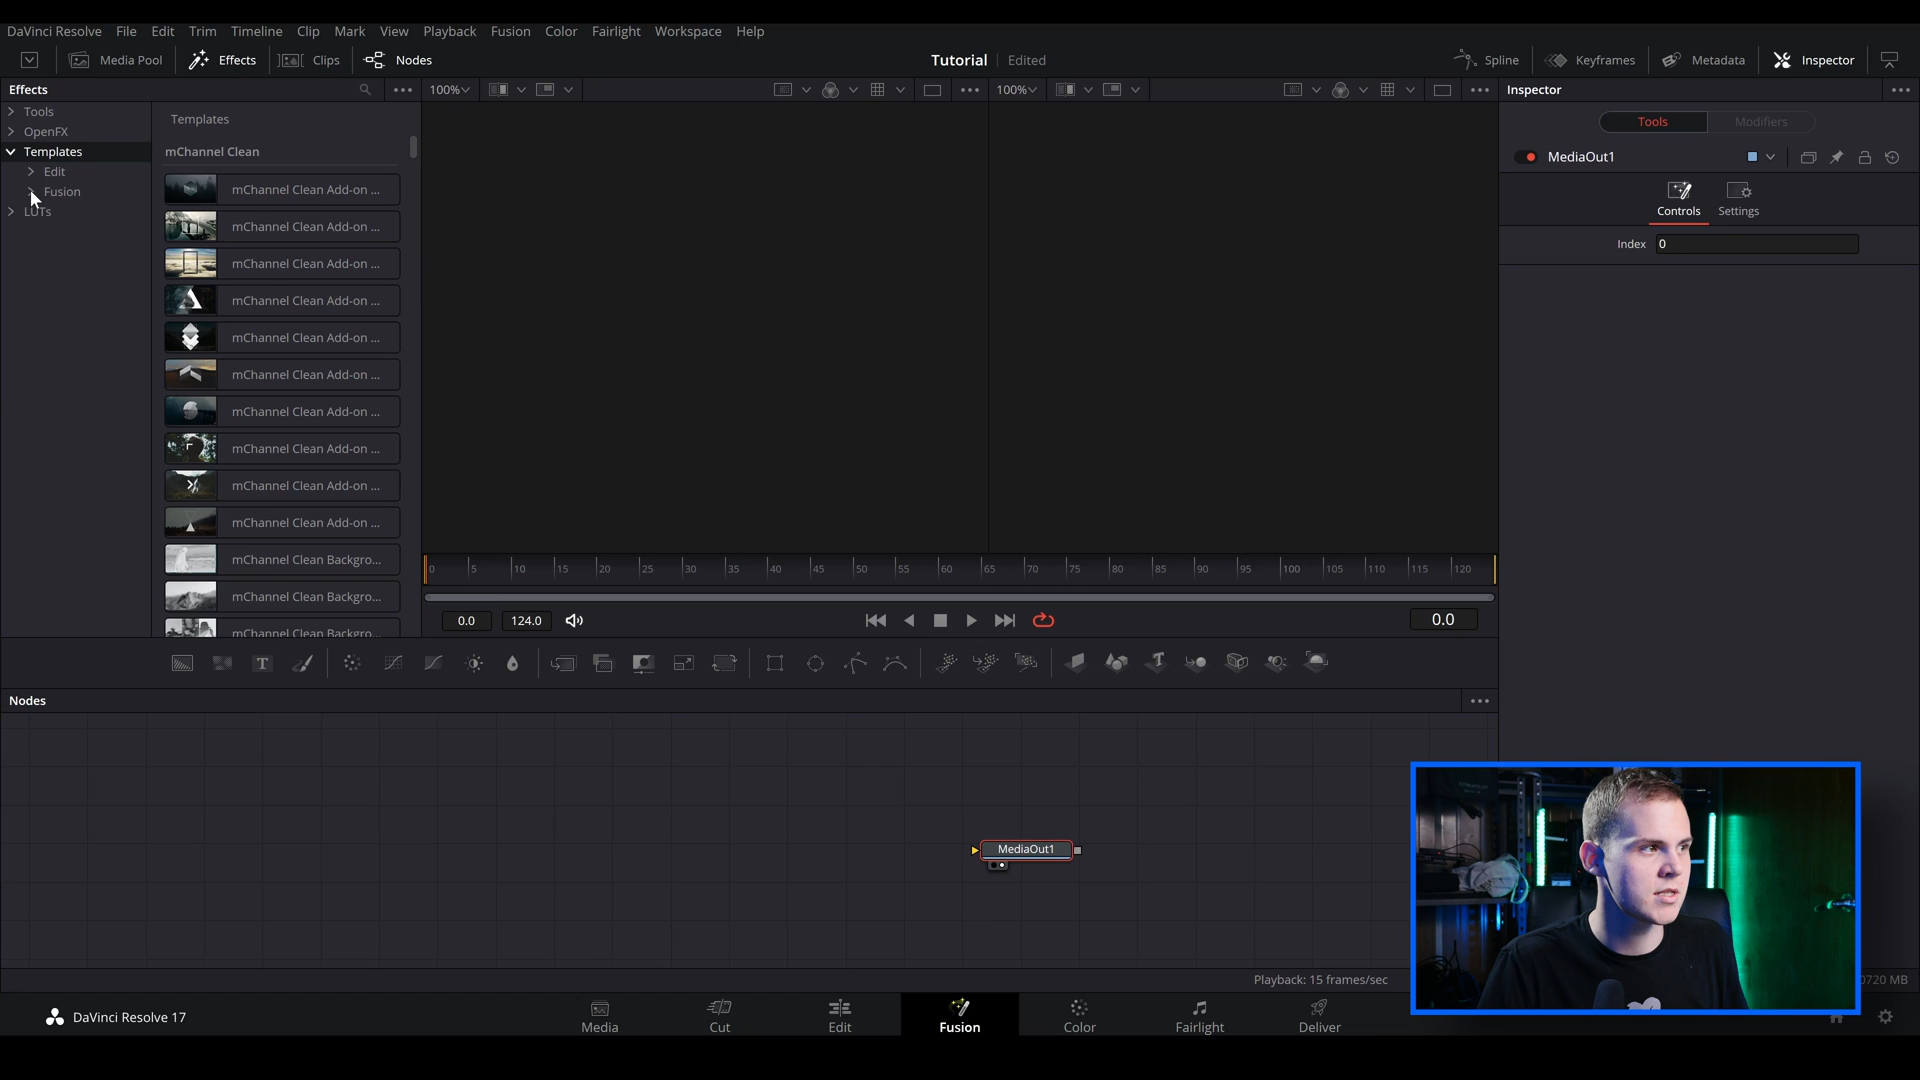 DaVinci Resolve File Edit Trim Timeline Clip Mark View Playback Fusion Color Fairlight Workspace Help
Media Pool Effects Clips Nodes Tutorial Edited Spline Keyframes Metadata Inspector
Effects 100% 100% Inspector
Tools
OpenFX
Templates
Edit
Fusion
LUTs
Templates
mChannel Clean
mChannel Clean Add-on ...
mChannel Clean Add-on ...
mChannel Clean Add-on ...
mChannel Clean Add-on ...
mChannel Clean Add-on ...
mChannel Clean Add-on ...
mChannel Clean Add-on ...
mChannel Clean Add-on ...
mChannel Clean Add-on ...
mChannel Clean Add-on ...
mChannel Clean Backgro...
mChannel Clean Backgro...
mChannel Clean Backgro...
Tools Modifiers
MediaOut1
Controls Settings
Index 0
0 5 10 15 20 25 30 35 40 45 50 55 60 65 70 75 80 85 90 95 100 105 110 115 120
0.0 124.0 0.0
Nodes
MediaOut1
Playback: 15 frames/sec
0720 MB
DaVinci Resolve 17
Media Cut Edit Fusion Color Fairlight Deliver